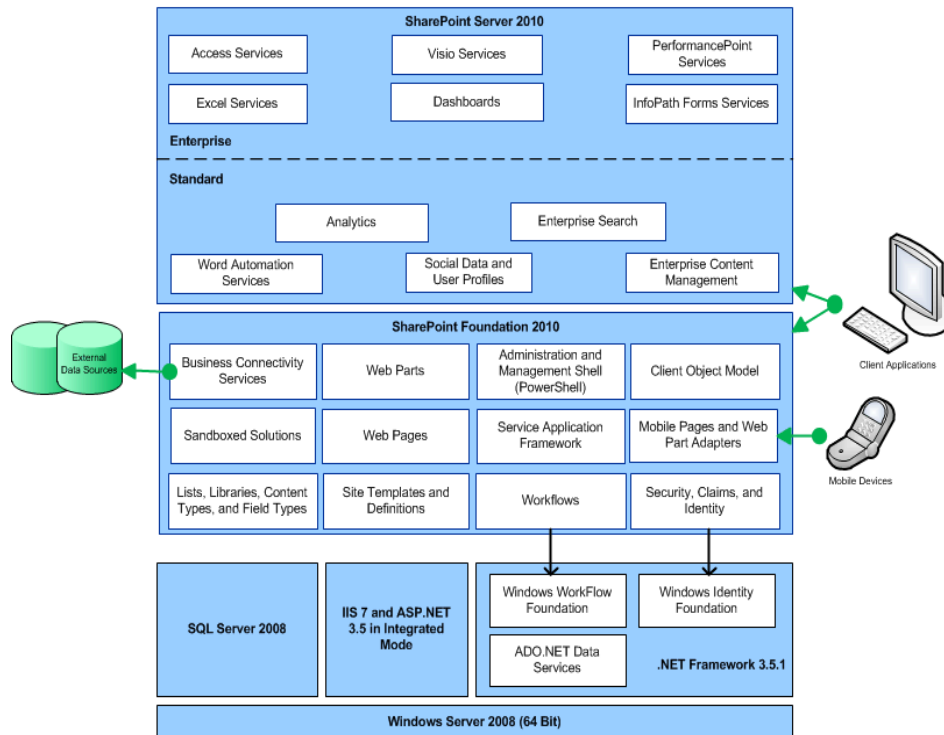 SharePoint Server 2010
Access Services
Visio Services
PerformancePoint
Services
Excel Services
Dashboards
InfoPath Forms Services
Enterprise
Standard
Analytics
Enterprise Search
Word Automation
Services
Social Data and
User Profiles
Enterprise Content
Management
Client Applications
SharePoint Foundation 2010
External
Data Sources
Business Connectivity
Services
Web Parts
Administration and
Management Shell
(PowerShell)
Client Object Model
Sandboxed Solutions
Web Pages
Service Application
Framework
Mobile Pages and Web
Part Adapters
Mobile Devices
Lists, Libraries, Content
Types, and Field Types
Site Templates and
Definitions
Workflows
Security, Claims, and
Identity
SQL Server 2008
IIS 7 and ASP.NET
3.5 in Integrated
Mode
Windows WorkFlow
Foundation
Windows Identity
Foundation
ADO.NET Data
Services
.NET Framework 3.5.1
Windows Server 2008 (64 Bit)